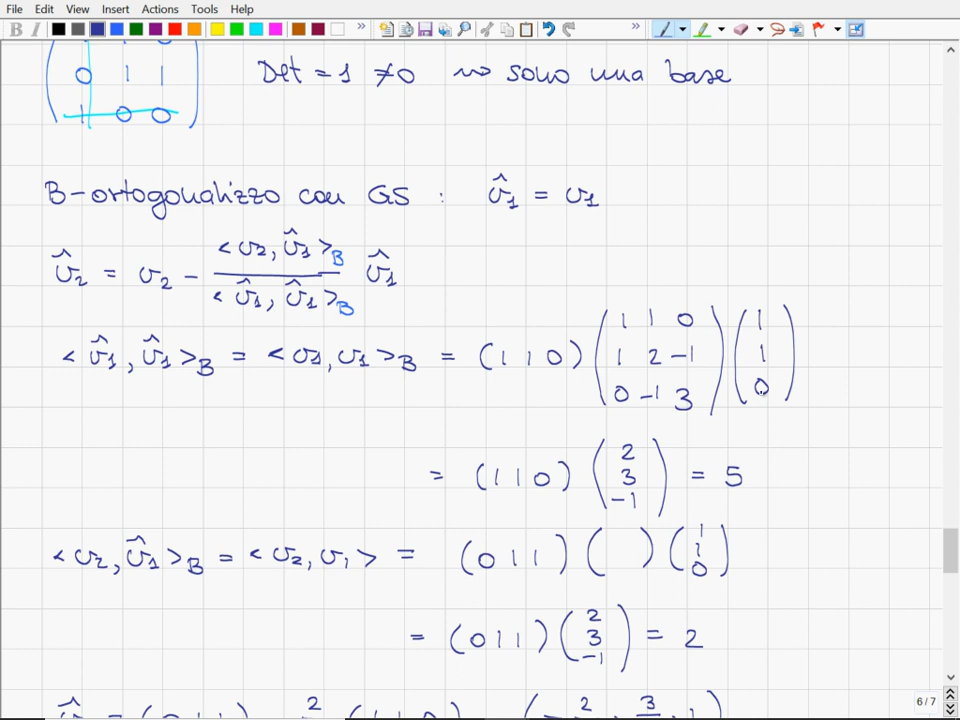 File Edit View Insert Actions Tools Help
B
0 1 1 Det = 1 ≠ 0 ⇝ sono una base
1 0 0
B-ortogonalizzo con GS : v̂1 = v1
v̂2 = v2 - <v2, v̂1>B / <v̂1, v̂1>B v̂1
<v̂1, v̂1>B = <v1, v1>B = (1 1 0) (1 1 0 ; 1 2 -1 ; 0 -1 3) (1 ; 1 ; 0)
= (1 1 0) (2 ; 3 ; -1) = 5
<v2, v̂1>B = <v2, v1> = (0 1 1) ( ) (1 ; 1 ; 0)
= (0 1 1) (2 ; 3 ; -1) = 2
6 / 7